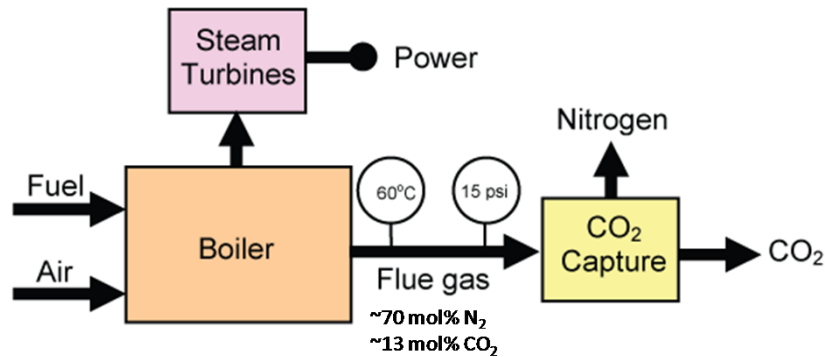 Steam
Turbines
Power
Nitrogen
Fuel
60°C
15 psi
CO₂
Capture
CO₂
Boiler
Air
Flue gas
~70 mol% N₂
~13 mol% CO₂